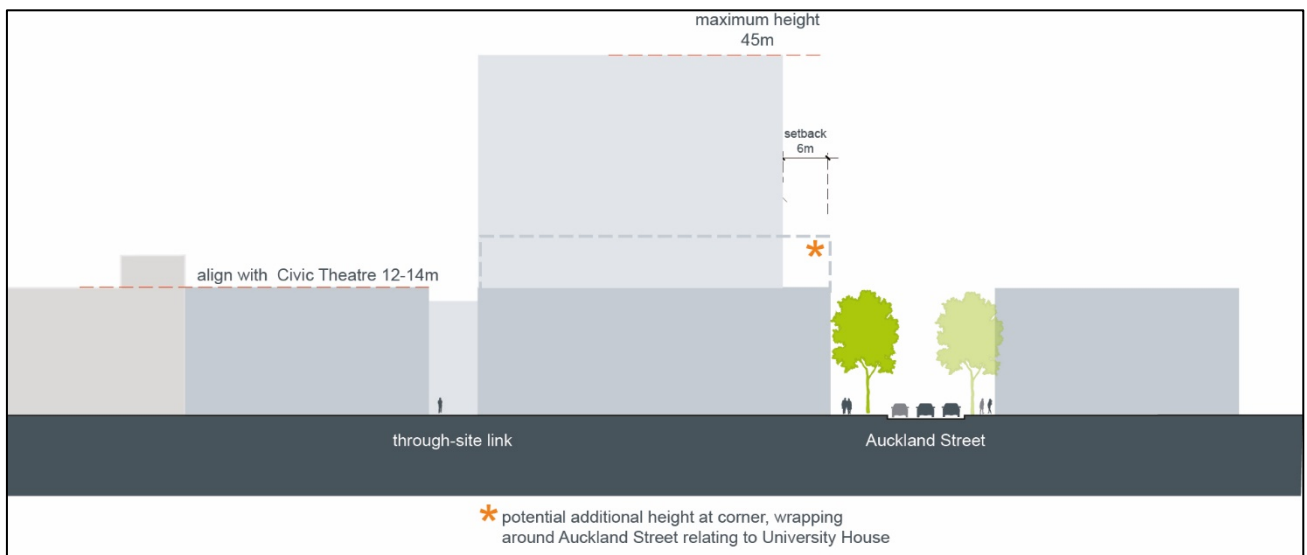 maximum height
45m
setback
6m
align with Civic Theatre 12-14m
through-site link
Auckland Street
* potential additional height at corner, wrapping
around Auckland Street relating to University House